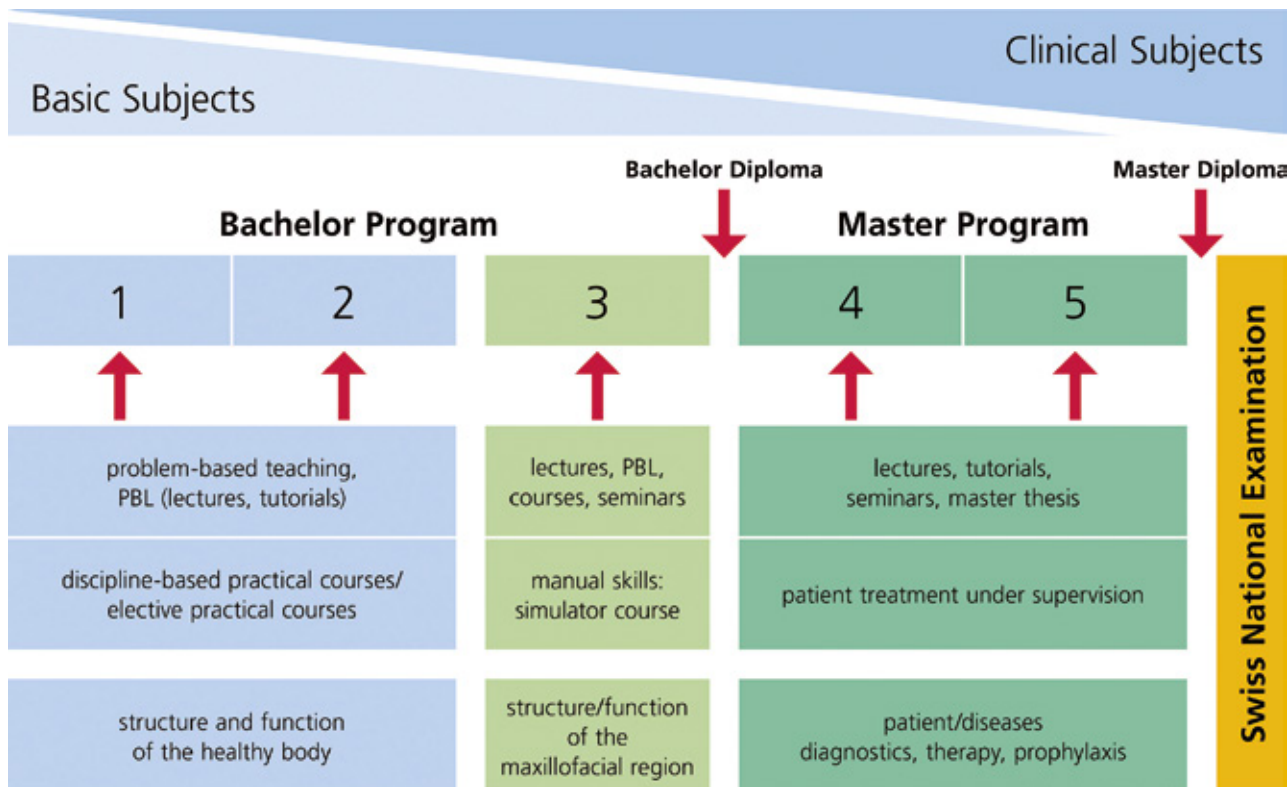 Clinical Subjects
Basic Subjects
Bachelor Diploma
Master Diploma
Bachelor Program
Master Program
1
2
3
4
5
problem-based teaching,
PBL (lectures, tutorials)
lectures, PBL,
courses, seminars
lectures, tutorials,
seminars, master thesis
discipline-based practical courses/
elective practical courses
manual skills:
simulator course
patient treatment under supervision
structure and function
of the healthy body
structure/function
of the
maxillofacial region
patient/diseases
diagnostics, therapy, prophylaxis
Swiss National Examination